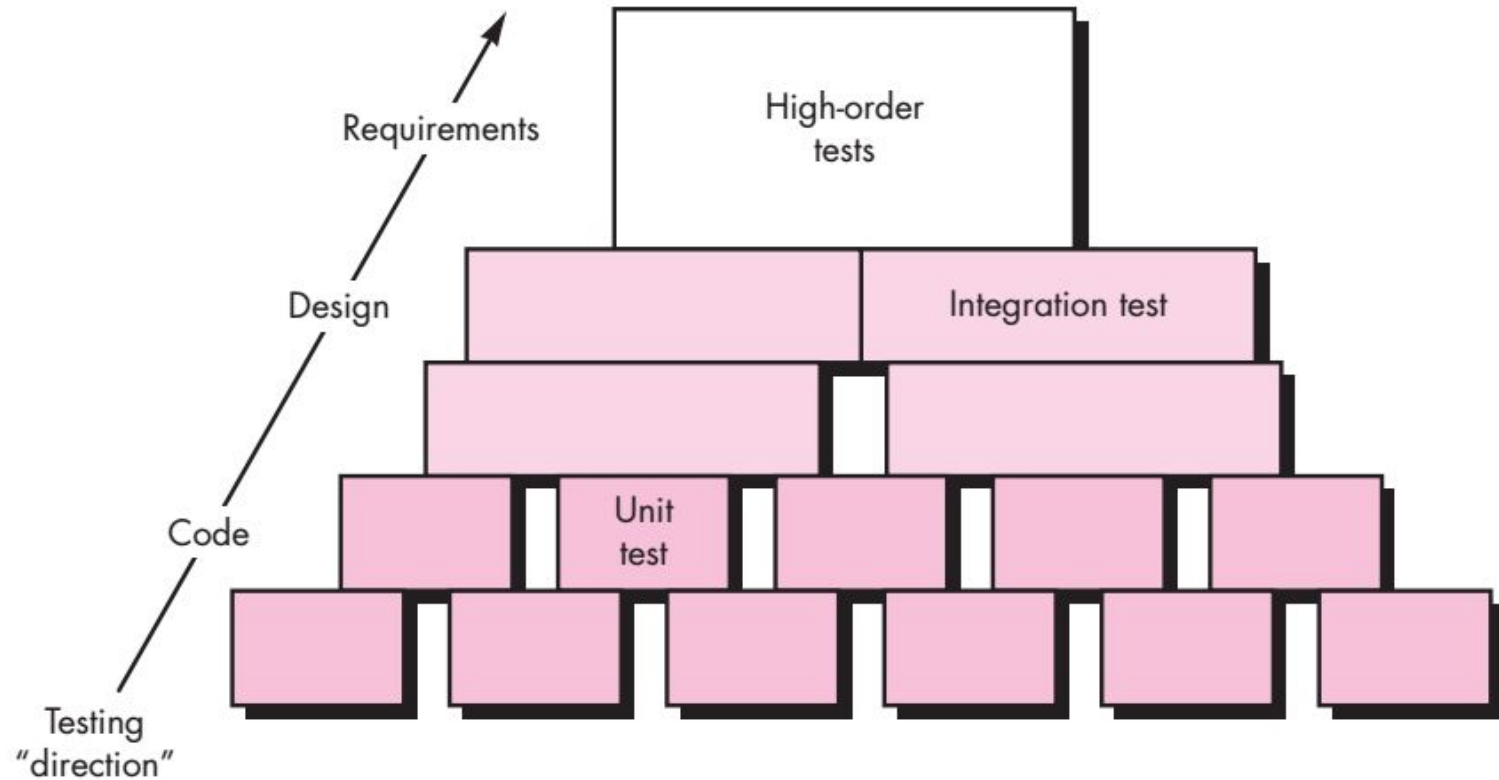 High-order
tests
Requirements
Design
Integration test
Unit
test
Code
Testing
“direction”